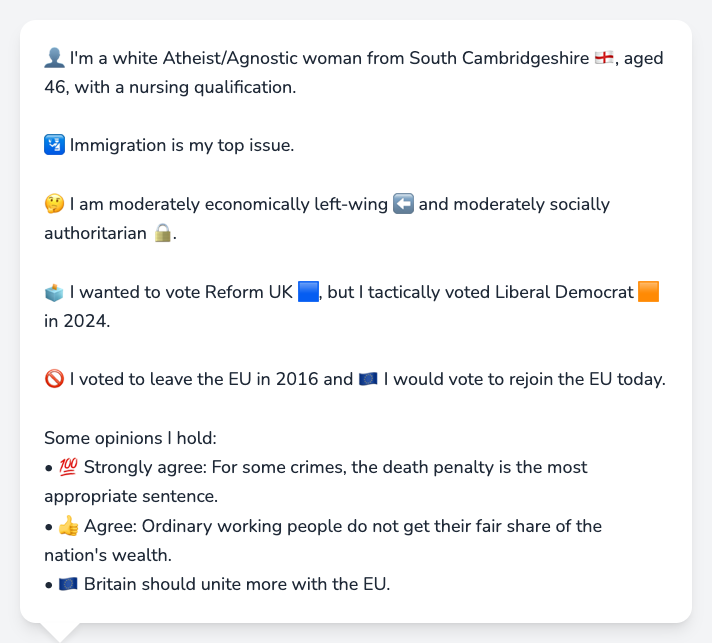 👤 I'm a white Atheist/Agnostic woman from South Cambridgeshire 🏴󠁧󠁢󠁥󠁮󠁧󠁿, aged
46, with a nursing qualification.
🛂 Immigration is my top issue.
🤔 I am moderately economically left-wing ⬅️ and moderately socially
authoritarian 🔒.
🗳️ I wanted to vote Reform UK 🟦, but I tactically voted Liberal Democrat 🟧
in 2024.
🚫 I voted to leave the EU in 2016 and 🇪🇺 I would vote to rejoin the EU today.
Some opinions I hold:
• 💯 Strongly agree: For some crimes, the death penalty is the most
appropriate sentence.
• 👍 Agree: Ordinary working people do not get their fair share of the
nation's wealth.
• 🇪🇺 Britain should unite more with the EU.